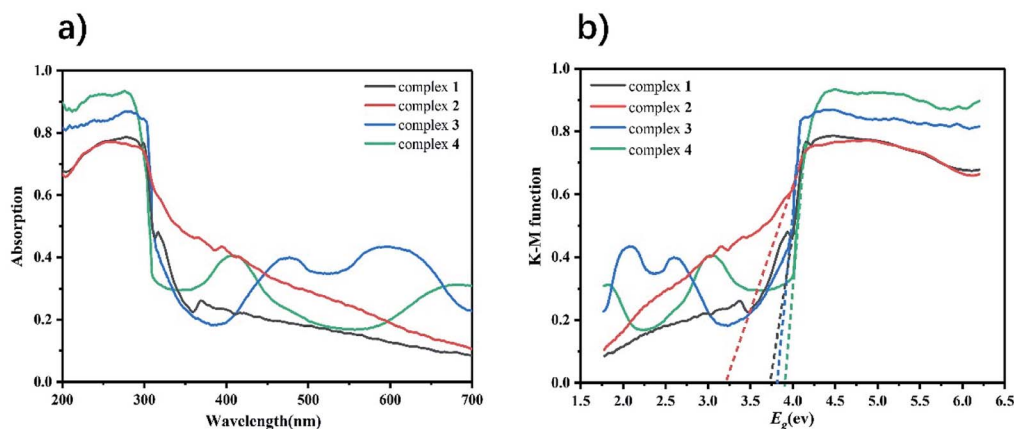 a)
1.0
0.8
0.6
0.4
0.2
0.0
Absorption
complex 1
complex 2
complex 3
complex 4
200 300 400 500 600 700
Wavelength(nm)
b)
1.0
0.8
0.6
0.4
0.2
0.0
K-M function
complex 1
complex 2
complex 3
complex 4
1.5 2.0 2.5 3.0 3.5 4.0 4.5 5.0 5.5 6.0 6.5
Eg(ev)